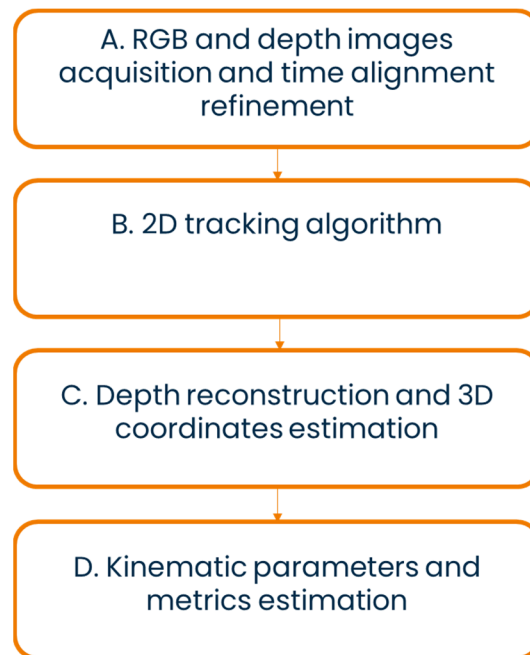 A. RGB and depth images
acquisition and time alignment
refinement
B. 2D tracking algorithm
C. Depth reconstruction and 3D
coordinates estimation
D. Kinematic parameters and
metrics estimation